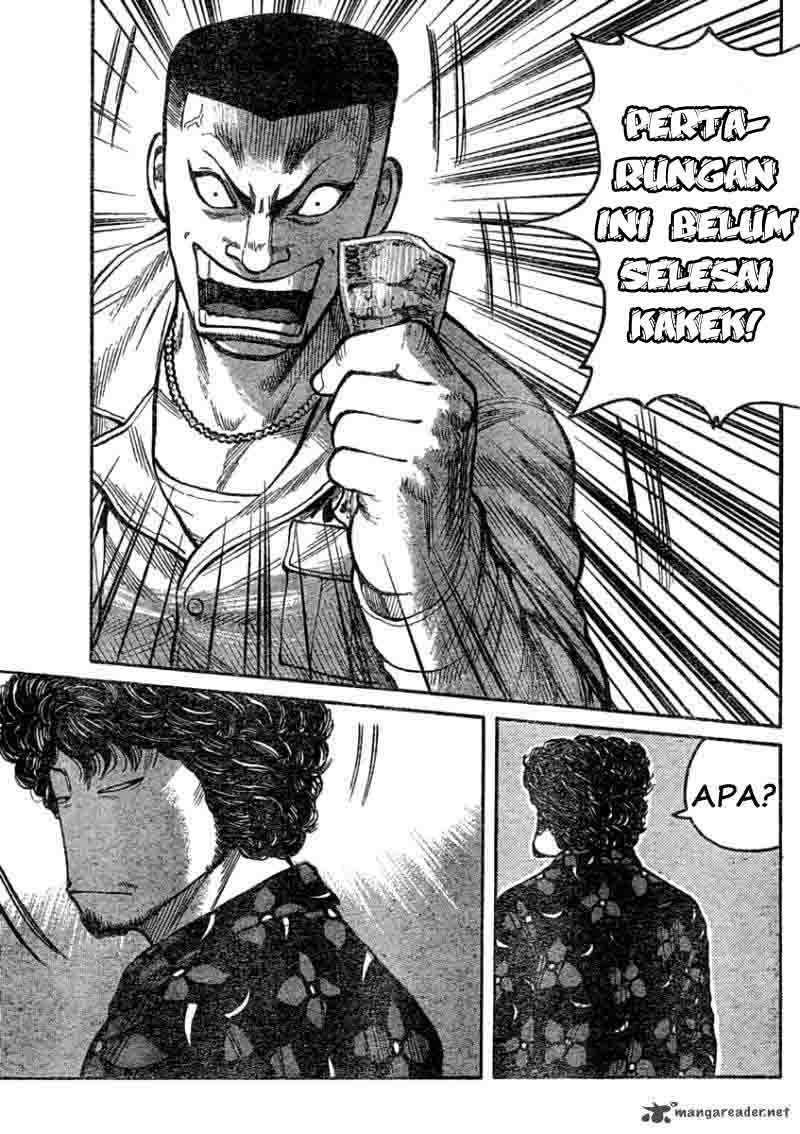 PERTA-
RUNGAN
INI BELUM
SELESAI
KAKEK!
APA?
mangareader.net